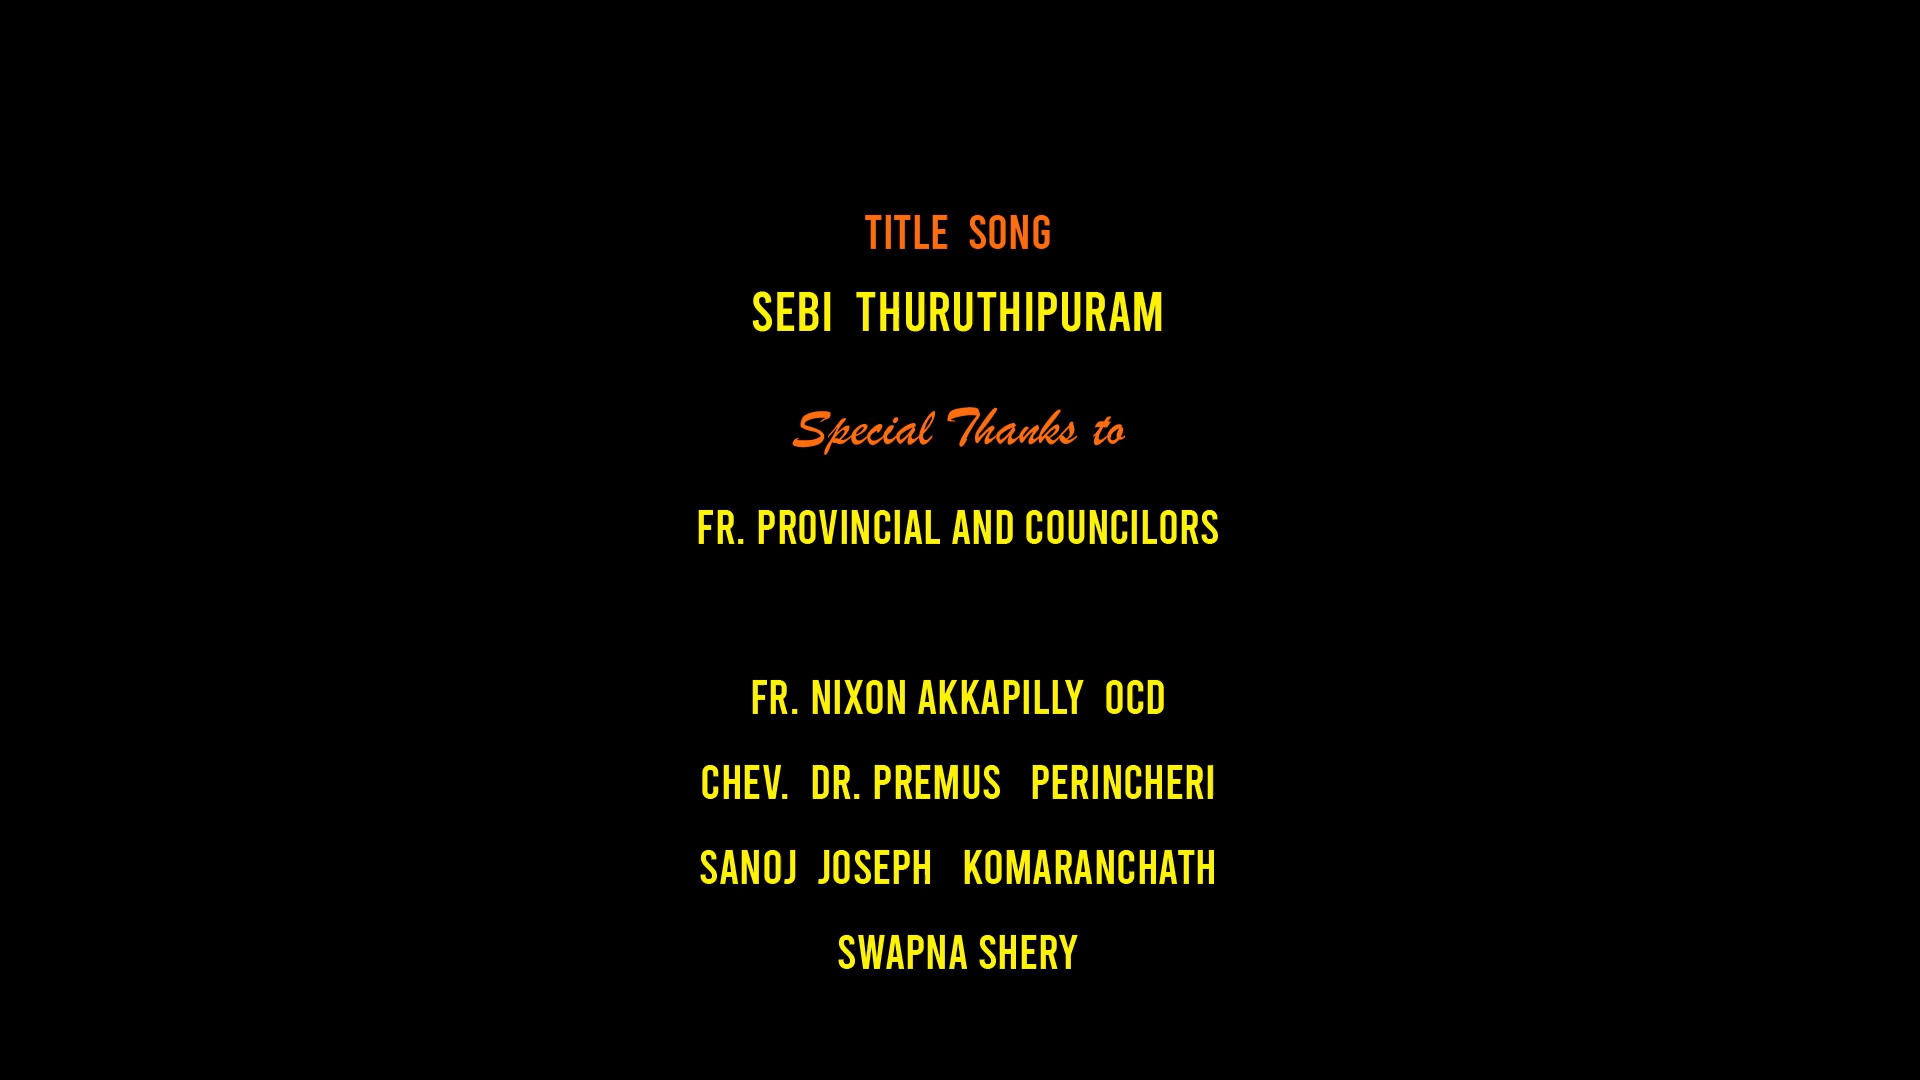 TITLE SONG
SEBI THURUTHIPURAM
Special Thanks to
FR. PROVINCIAL AND COUNCILORS
FR. NIXON AKKAPILLY OCD
CHEV. DR. PREMUS PERINCHERI
SANOJ JOSEPH KOMARANCHATH
SWAPNA SHERY